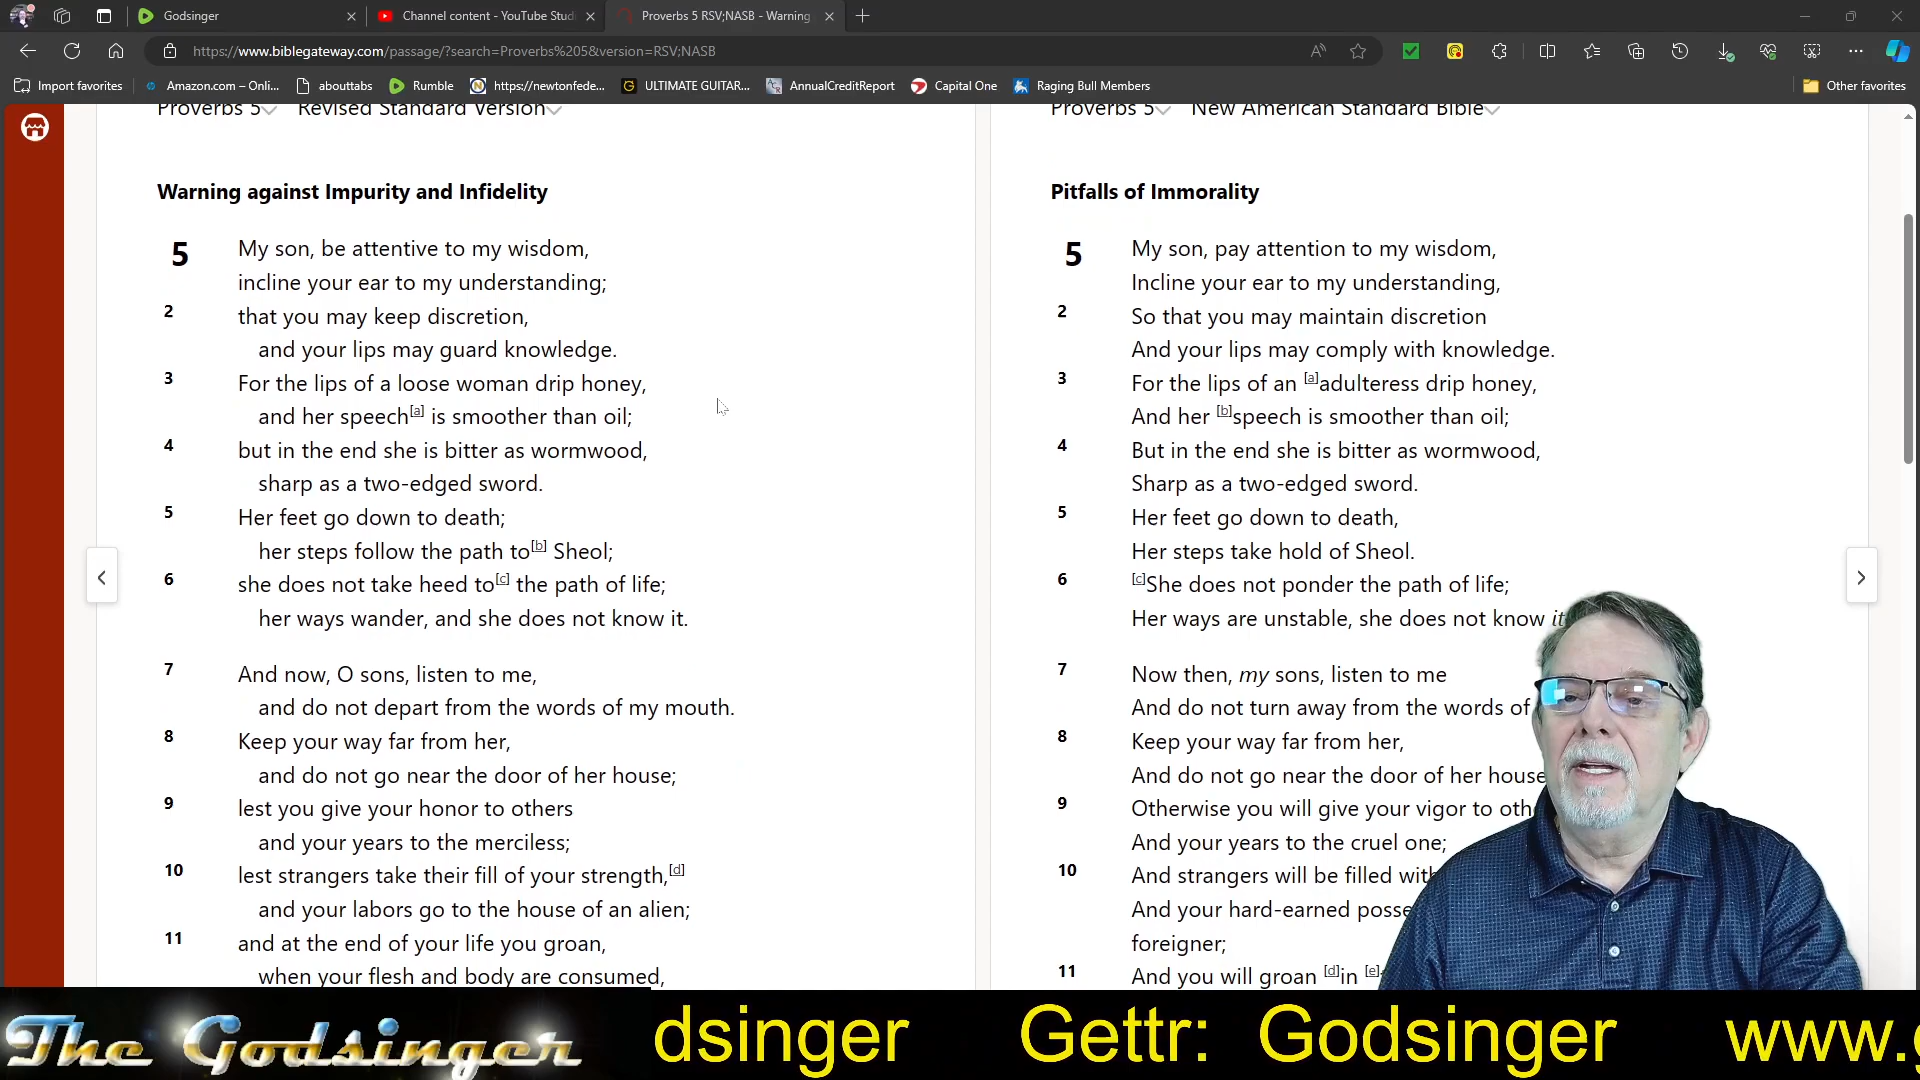 Godsinger
Channel content - YouTube Stud
Proverbs 5 RSV;NASB - Warning
https://www.biblegateway.com/passage/?search=Proverbs%205&version=RSV;NASB
Import favorites
Amazon.com – Onli...
abouttabs
Rumble
https://newtonfede...
ULTIMATE GUITAR...
AnnualCreditReport
Capital One
Raging Bull Members
Other favorites
Proverbs 5 Revised Standard Version
Warning against Impurity and Infidelity
5 My son, be attentive to my wisdom,
incline your ear to my understanding;
2 that you may keep discretion,
and your lips may guard knowledge.
3 For the lips of a loose woman drip honey,
and her speech[a] is smoother than oil;
4 but in the end she is bitter as wormwood,
sharp as a two-edged sword.
5 Her feet go down to death;
her steps follow the path to[b] Sheol;
6 she does not take heed to[c] the path of life;
her ways wander, and she does not know it.
7 And now, O sons, listen to me,
and do not depart from the words of my mouth.
8 Keep your way far from her,
and do not go near the door of her house;
9 lest you give your honor to others
and your years to the merciless;
10 lest strangers take their fill of your strength,[d]
and your labors go to the house of an alien;
11 and at the end of your life you groan,
when your flesh and body are consumed,
Proverbs 5 New American Standard Bible
Pitfalls of Immorality
5 My son, pay attention to my wisdom,
Incline your ear to my understanding,
2 So that you may maintain discretion
And your lips may comply with knowledge.
3 For the lips of an [a]adulteress drip honey,
And her [b]speech is smoother than oil;
4 But in the end she is bitter as wormwood,
Sharp as a two-edged sword.
5 Her feet go down to death,
Her steps take hold of Sheol.
6 [c]She does not ponder the path of life;
Her ways are unstable, she does not know it
7 Now then, my sons, listen to me
And do not turn away from the words of
8 Keep your way far from her,
And do not go near the door of her house
9 Otherwise you will give your vigor to oth
And your years to the cruel one;
10 And strangers will be filled with
And your hard-earned posse
foreigner;
11 And you will groan [d]in [e]
The Godsinger
dsinger Gettr: Godsinger www.